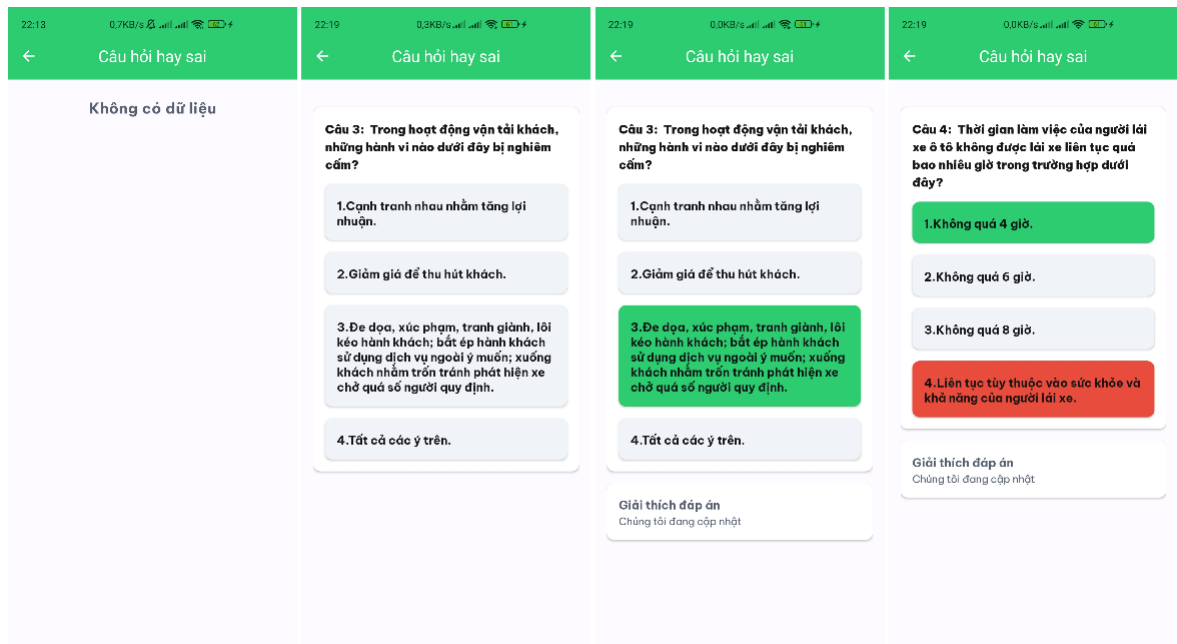 22:13 0,7KB/s 62
Câu hỏi hay sai
Không có dữ liệu
22:19 0,3KB/s 61
Câu hỏi hay sai
Câu 3: Trong hoạt động vận tải khách,
những hành vi nào dưới đây bị nghiêm
cấm?
1.Cạnh tranh nhau nhằm tăng lợi
nhuận.
2.Giảm giá để thu hút khách.
3.Đe dọa, xúc phạm, tranh giành, lôi
kéo hành khách; bắt ép hành khách
sử dụng dịch vụ ngoài ý muốn; xuống
khách nhằm trốn tránh phát hiện xe
chở quá số người quy định.
4.Tất cả các ý trên.
22:19 0,0KB/s 61
Câu hỏi hay sai
Câu 3: Trong hoạt động vận tải khách,
những hành vi nào dưới đây bị nghiêm
cấm?
1.Cạnh tranh nhau nhằm tăng lợi
nhuận.
2.Giảm giá để thu hút khách.
3.Đe dọa, xúc phạm, tranh giành, lôi
kéo hành khách; bắt ép hành khách
sử dụng dịch vụ ngoài ý muốn; xuống
khách nhằm trốn tránh phát hiện xe
chở quá số người quy định.
4.Tất cả các ý trên.
Giải thích đáp án
Chúng tôi đang cập nhật
22:19 0,0KB/s 61
Câu hỏi hay sai
Câu 4: Thời gian làm việc của người lái
xe ô tô không được lái xe liên tục quá
bao nhiêu giờ trong trường hợp dưới
đây?
1.Không quá 4 giờ.
2.Không quá 6 giờ.
3.Không quá 8 giờ.
4.Liên tục tùy thuộc vào sức khỏe và
khả năng của người lái xe.
Giải thích đáp án
Chúng tôi đang cập nhật